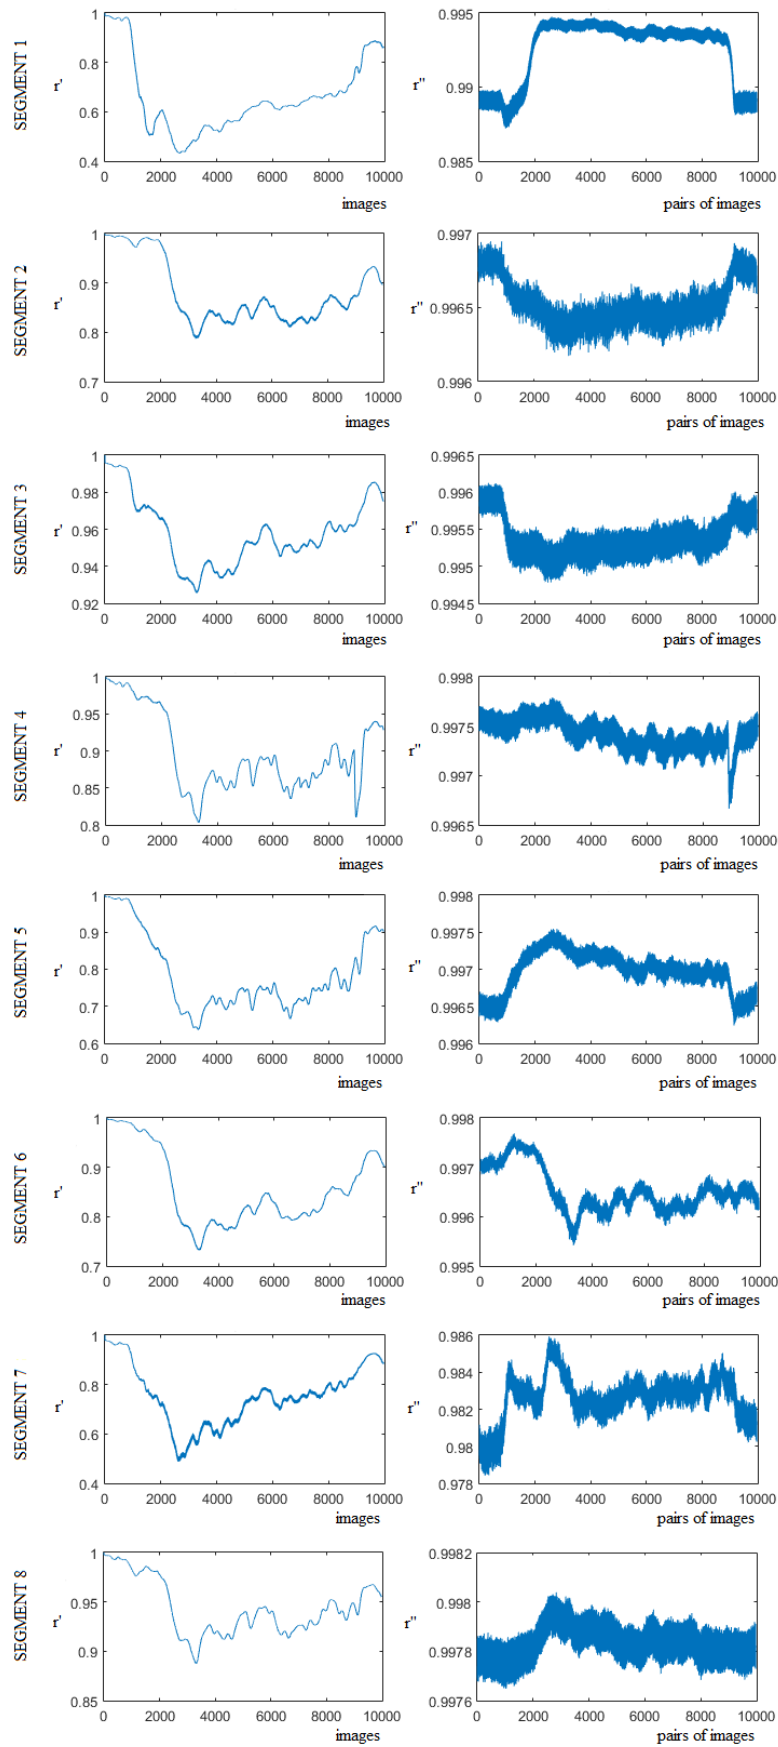 SEGMENT 1
r'
1
0.8
0.6
0.4
0 2000 4000 6000 8000 10000
images
r''
0.995
0.99
0.985
0 2000 4000 6000 8000 10000
pairs of images
SEGMENT 2
r'
1
0.9
0.8
0.7
0 2000 4000 6000 8000 10000
images
r''
0.997
0.9965
0.996
0 2000 4000 6000 8000 10000
pairs of images
SEGMENT 3
r'
1
0.98
0.96
0.94
0.92
0 2000 4000 6000 8000 10000
images
r''
0.9965
0.996
0.9955
0.995
0.9945
0 2000 4000 6000 8000 10000
pairs of images
SEGMENT 4
r'
1
0.95
0.9
0.85
0.8
0 2000 4000 6000 8000 10000
images
r''
0.998
0.9975
0.997
0.9965
0 2000 4000 6000 8000 10000
pairs of images
SEGMENT 5
r'
1
0.9
0.8
0.7
0.6
0 2000 4000 6000 8000 10000
images
r''
0.998
0.9975
0.997
0.9965
0.996
0 2000 4000 6000 8000 10000
pairs of images
SEGMENT 6
r'
1
0.9
0.8
0.7
0 2000 4000 6000 8000 10000
images
r''
0.998
0.997
0.996
0.995
0 2000 4000 6000 8000 10000
pairs of images
SEGMENT 7
r'
1
0.8
0.6
0.4
0 2000 4000 6000 8000 10000
images
r''
0.986
0.984
0.982
0.98
0.978
0 2000 4000 6000 8000 10000
pairs of images
SEGMENT 8
r'
1
0.95
0.9
0.85
0 2000 4000 6000 8000 10000
images
r''
0.9982
0.998
0.9978
0.9976
0 2000 4000 6000 8000 10000
pairs of images